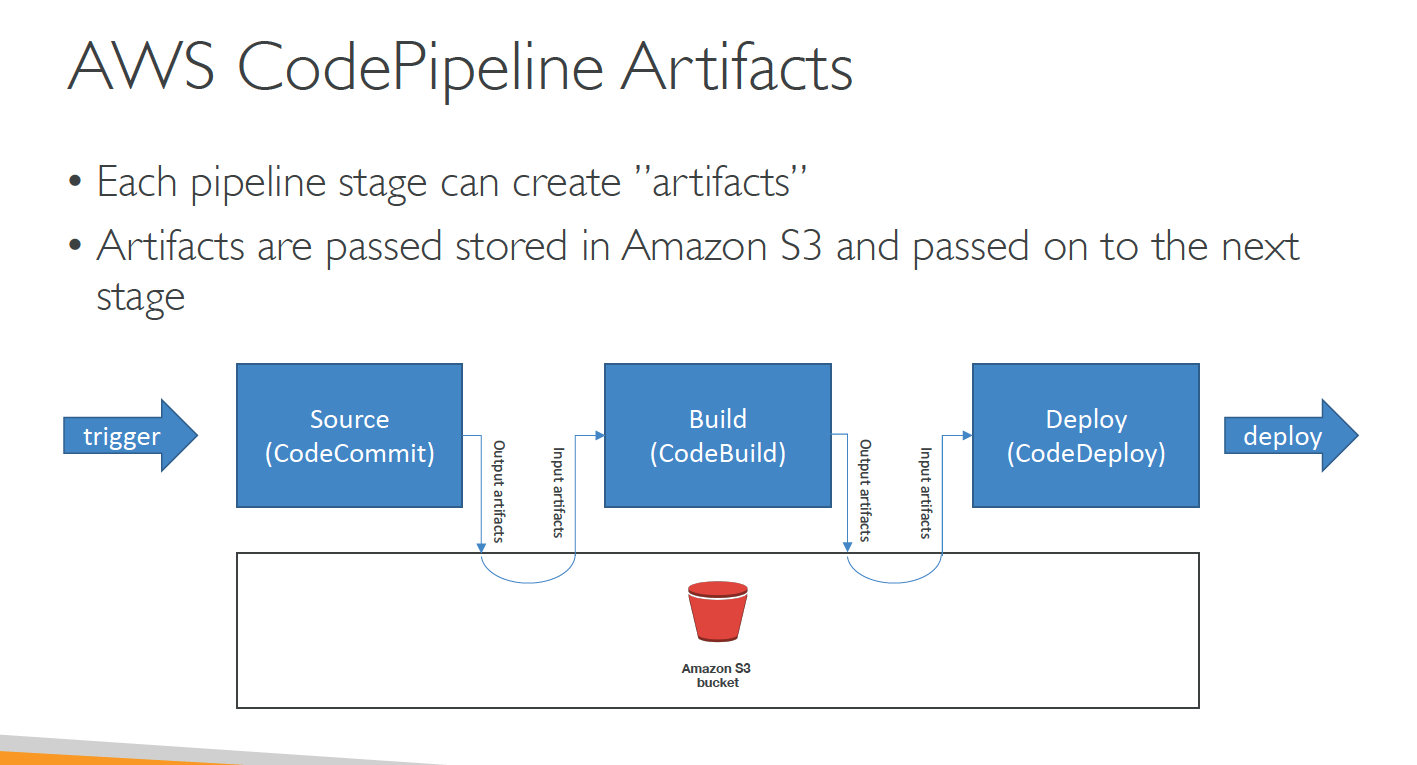 AWS CodePipeline Artifacts
• Each pipeline stage can create ”artifacts”
• Artifacts are passed stored in Amazon S3 and passed on to the next
stage
trigger
Source
(CodeCommit)
Output artifacts
Input artifacts
Build
(CodeBuild)
Output artifacts
Input artifacts
Deploy
(CodeDeploy)
deploy
Amazon S3
bucket